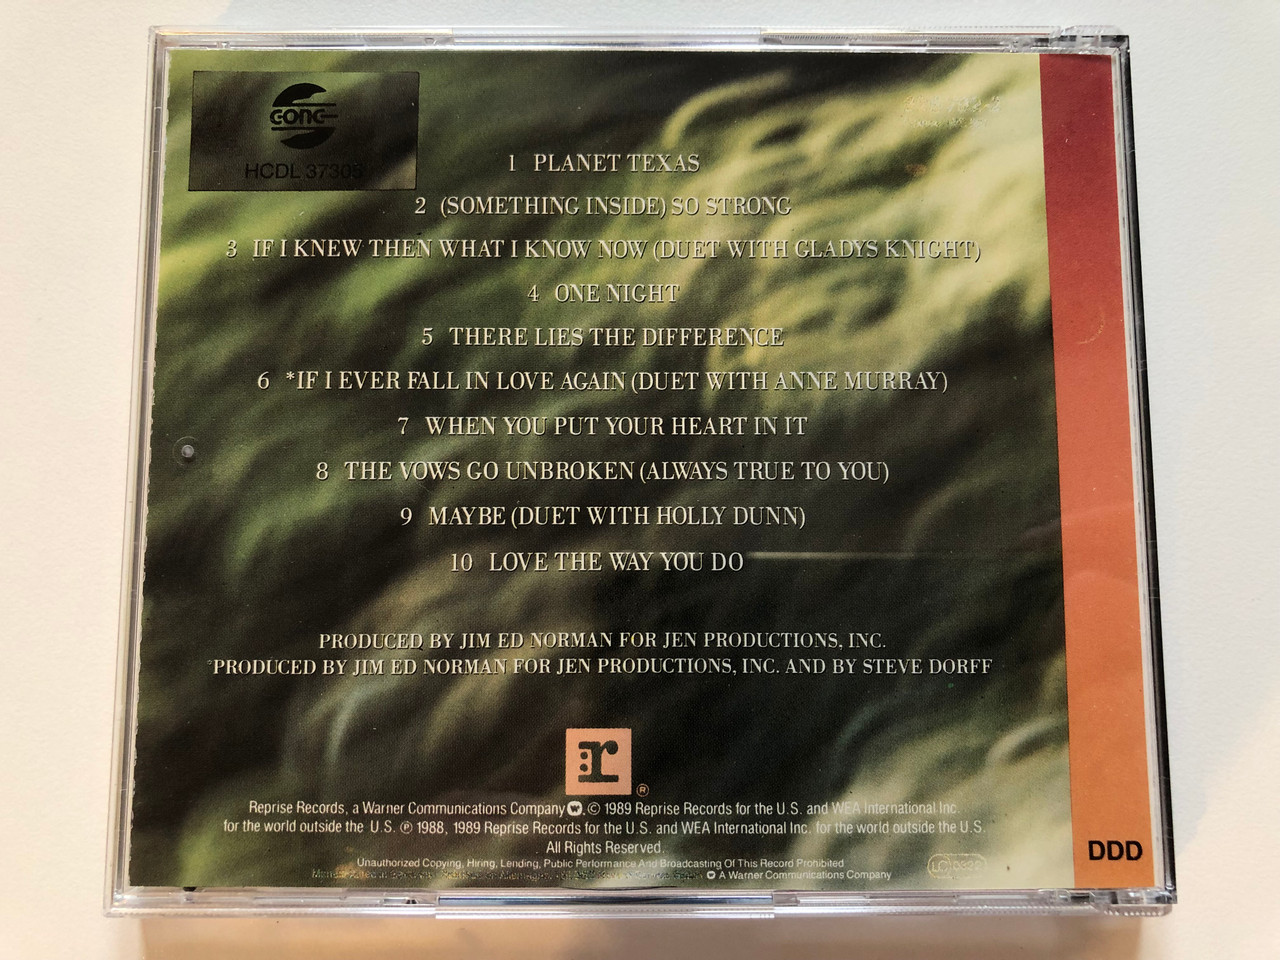 CONC
HCDL 37305
1 PLANET TEXAS
2 (SOMETHING INSIDE) SO STRONG
3 IF I KNEW THEN WHAT I KNOW NOW (DUET WITH GLADYS KNIGHT)
4 ONE NIGHT
5 THERE LIES THE DIFFERENCE
6 *IF I EVER FALL IN LOVE AGAIN (DUET WITH ANNE MURRAY)
7 WHEN YOU PUT YOUR HEART IN IT
8 THE VOWS GO UNBROKEN (ALWAYS TRUE TO YOU)
9 MAYBE (DUET WITH HOLLY DUNN)
10 LOVE THE WAY YOU DO
PRODUCED BY JIM ED NORMAN FOR JEN PRODUCTIONS, INC.
*PRODUCED BY JIM ED NORMAN FOR JEN PRODUCTIONS, INC. AND BY STEVE DORFF
:r ®
Reprise Records, a Warner Communications Company. © 1989 Reprise Records for the U.S. and WEA International Inc.
for the world outside the U.S. ℗ 1988, 1989 Reprise Records for the U.S. and WEA International Inc. for the world outside the U.S.
All Rights Reserved.
Unauthorized Copying, Hiring, Lending, Public Performance And Broadcasting Of This Record Prohibited
A Warner Communications Company
LC 0322
DDD